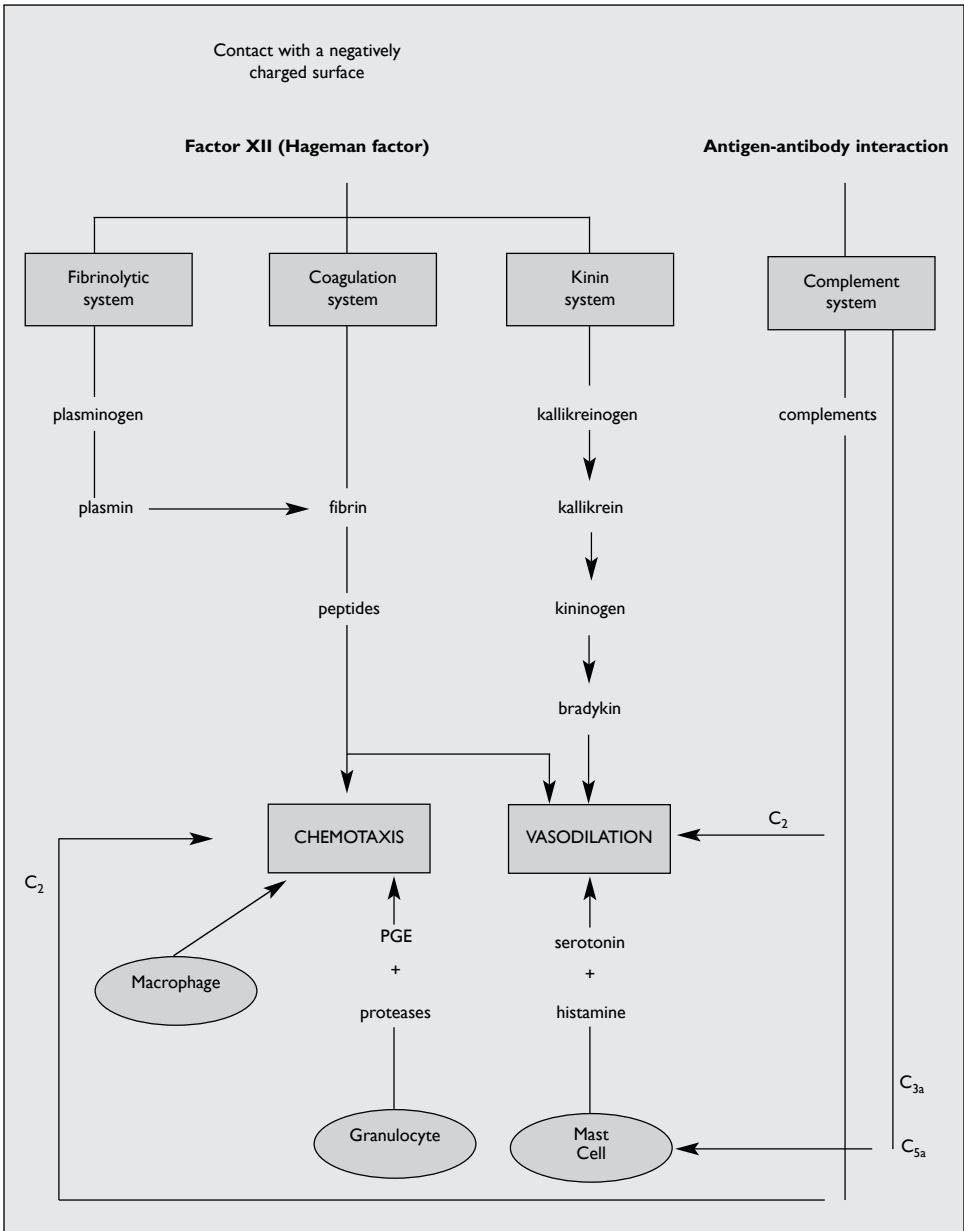 Contact with a negatively
charged surface
Factor XII (Hageman factor)
Antigen-antibody interaction
Fibrinolytic
system
Coagulation
system
Kinin
system
Complement
system
plasminogen
kallikreinogen
complements
plasmin
fibrin
kallikrein
peptides
kininogen
bradykin
CHEMOTAXIS
VASODILATION
C2
C2
PGE
+
proteases
serotonin
+
histamine
Macrophage
C3a
Granulocyte
Mast
Cell
C5a